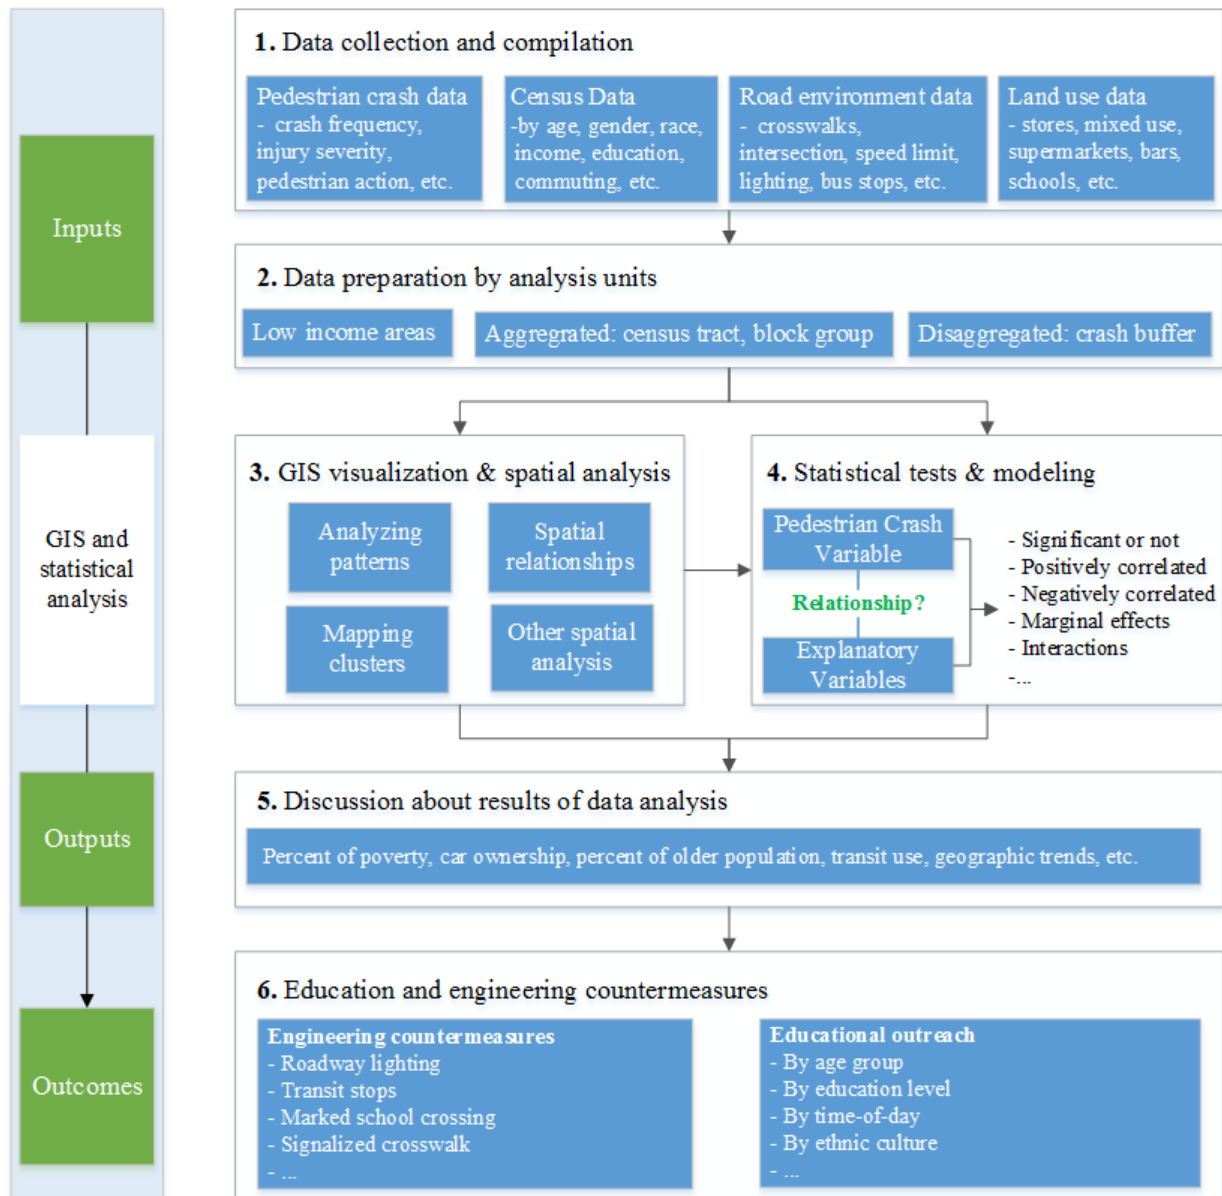 Inputs
GIS and
statistical
analysis
Outputs
Outcomes
1. Data collection and compilation
Pedestrian crash data
- crash frequency,
injury severity,
pedestrian action, etc.
Census Data
-by age, gender, race,
income, education,
commuting, etc.
Road environment data
- crosswalks,
intersection, speed limit,
lighting, bus stops, etc.
Land use data
- stores, mixed use,
supermarkets, bars,
schools, etc.
2. Data preparation by analysis units
Low income areas
Aggregrated: census tract, block group
Disaggregated: crash buffer
3. GIS visualization & spatial analysis
Analyzing
patterns
Spatial
relationships
Mapping
clusters
Other spatial
analysis
4. Statistical tests & modeling
Pedestrian Crash
Variable
Relationship?
Explanatory
Variables
- Significant or not
- Positively correlated
- Negatively correlated
- Marginal effects
- Interactions
-...
5. Discussion about results of data analysis
Percent of poverty, car ownership, percent of older population, transit use, geographic trends, etc.
6. Education and engineering countermeasures
Engineering countermeasures
- Roadway lighting
- Transit stops
- Marked school crossing
- Signalized crosswalk
- ...
Educational outreach
- By age group
- By education level
- By time-of-day
- By ethnic culture
- ...